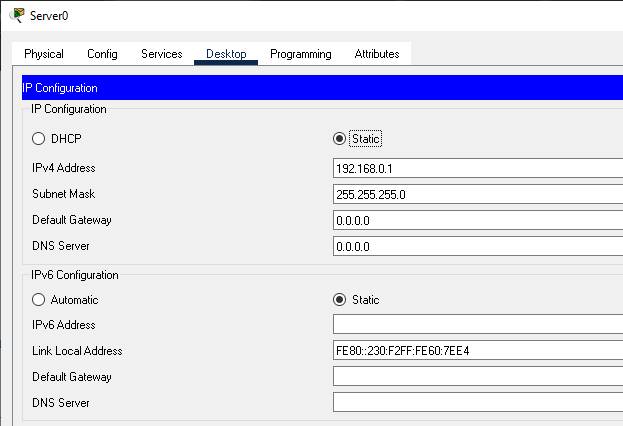 Server0
Physical Config Services Desktop Programming Attributes
IP Configuration
IP Configuration
DHCP Static
IPv4 Address 192.168.0.1
Subnet Mask 255.255.255.0
Default Gateway 0.0.0.0
DNS Server 0.0.0.0
IPv6 Configuration
Automatic Static
IPv6 Address
Link Local Address FE80::230:F2FF:FE60:7EE4
Default Gateway
DNS Server